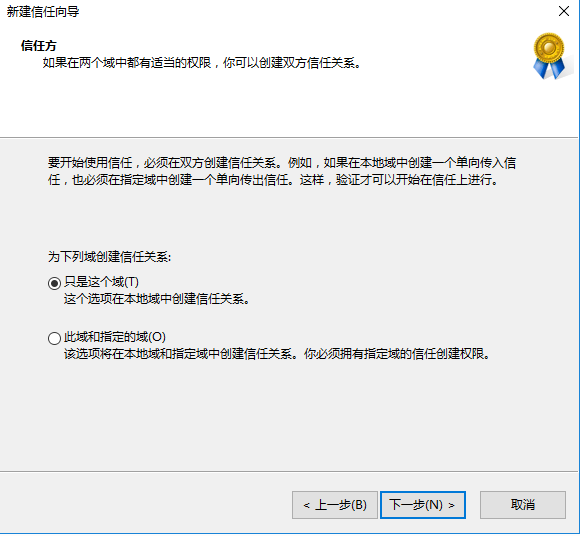 新建信任向导
信任方
如果在两个域中都有适当的权限，你可以创建双方信任关系。
要开始使用信任，必须在双方创建信任关系。例如，如果在本地域中创建一个单向传入信
任，也必须在指定域中创建一个单向传出信任。这样，验证才可以开始在信任上进行。
为下列域创建信任关系:
只是这个域(T)
这个选项在本地域中创建信任关系。
此域和指定的域(O)
该选项将在本地域和指定域中创建信任关系。你必须拥有指定域的信任创建权限。
< 上一步(B) 下一步(N) > 取消